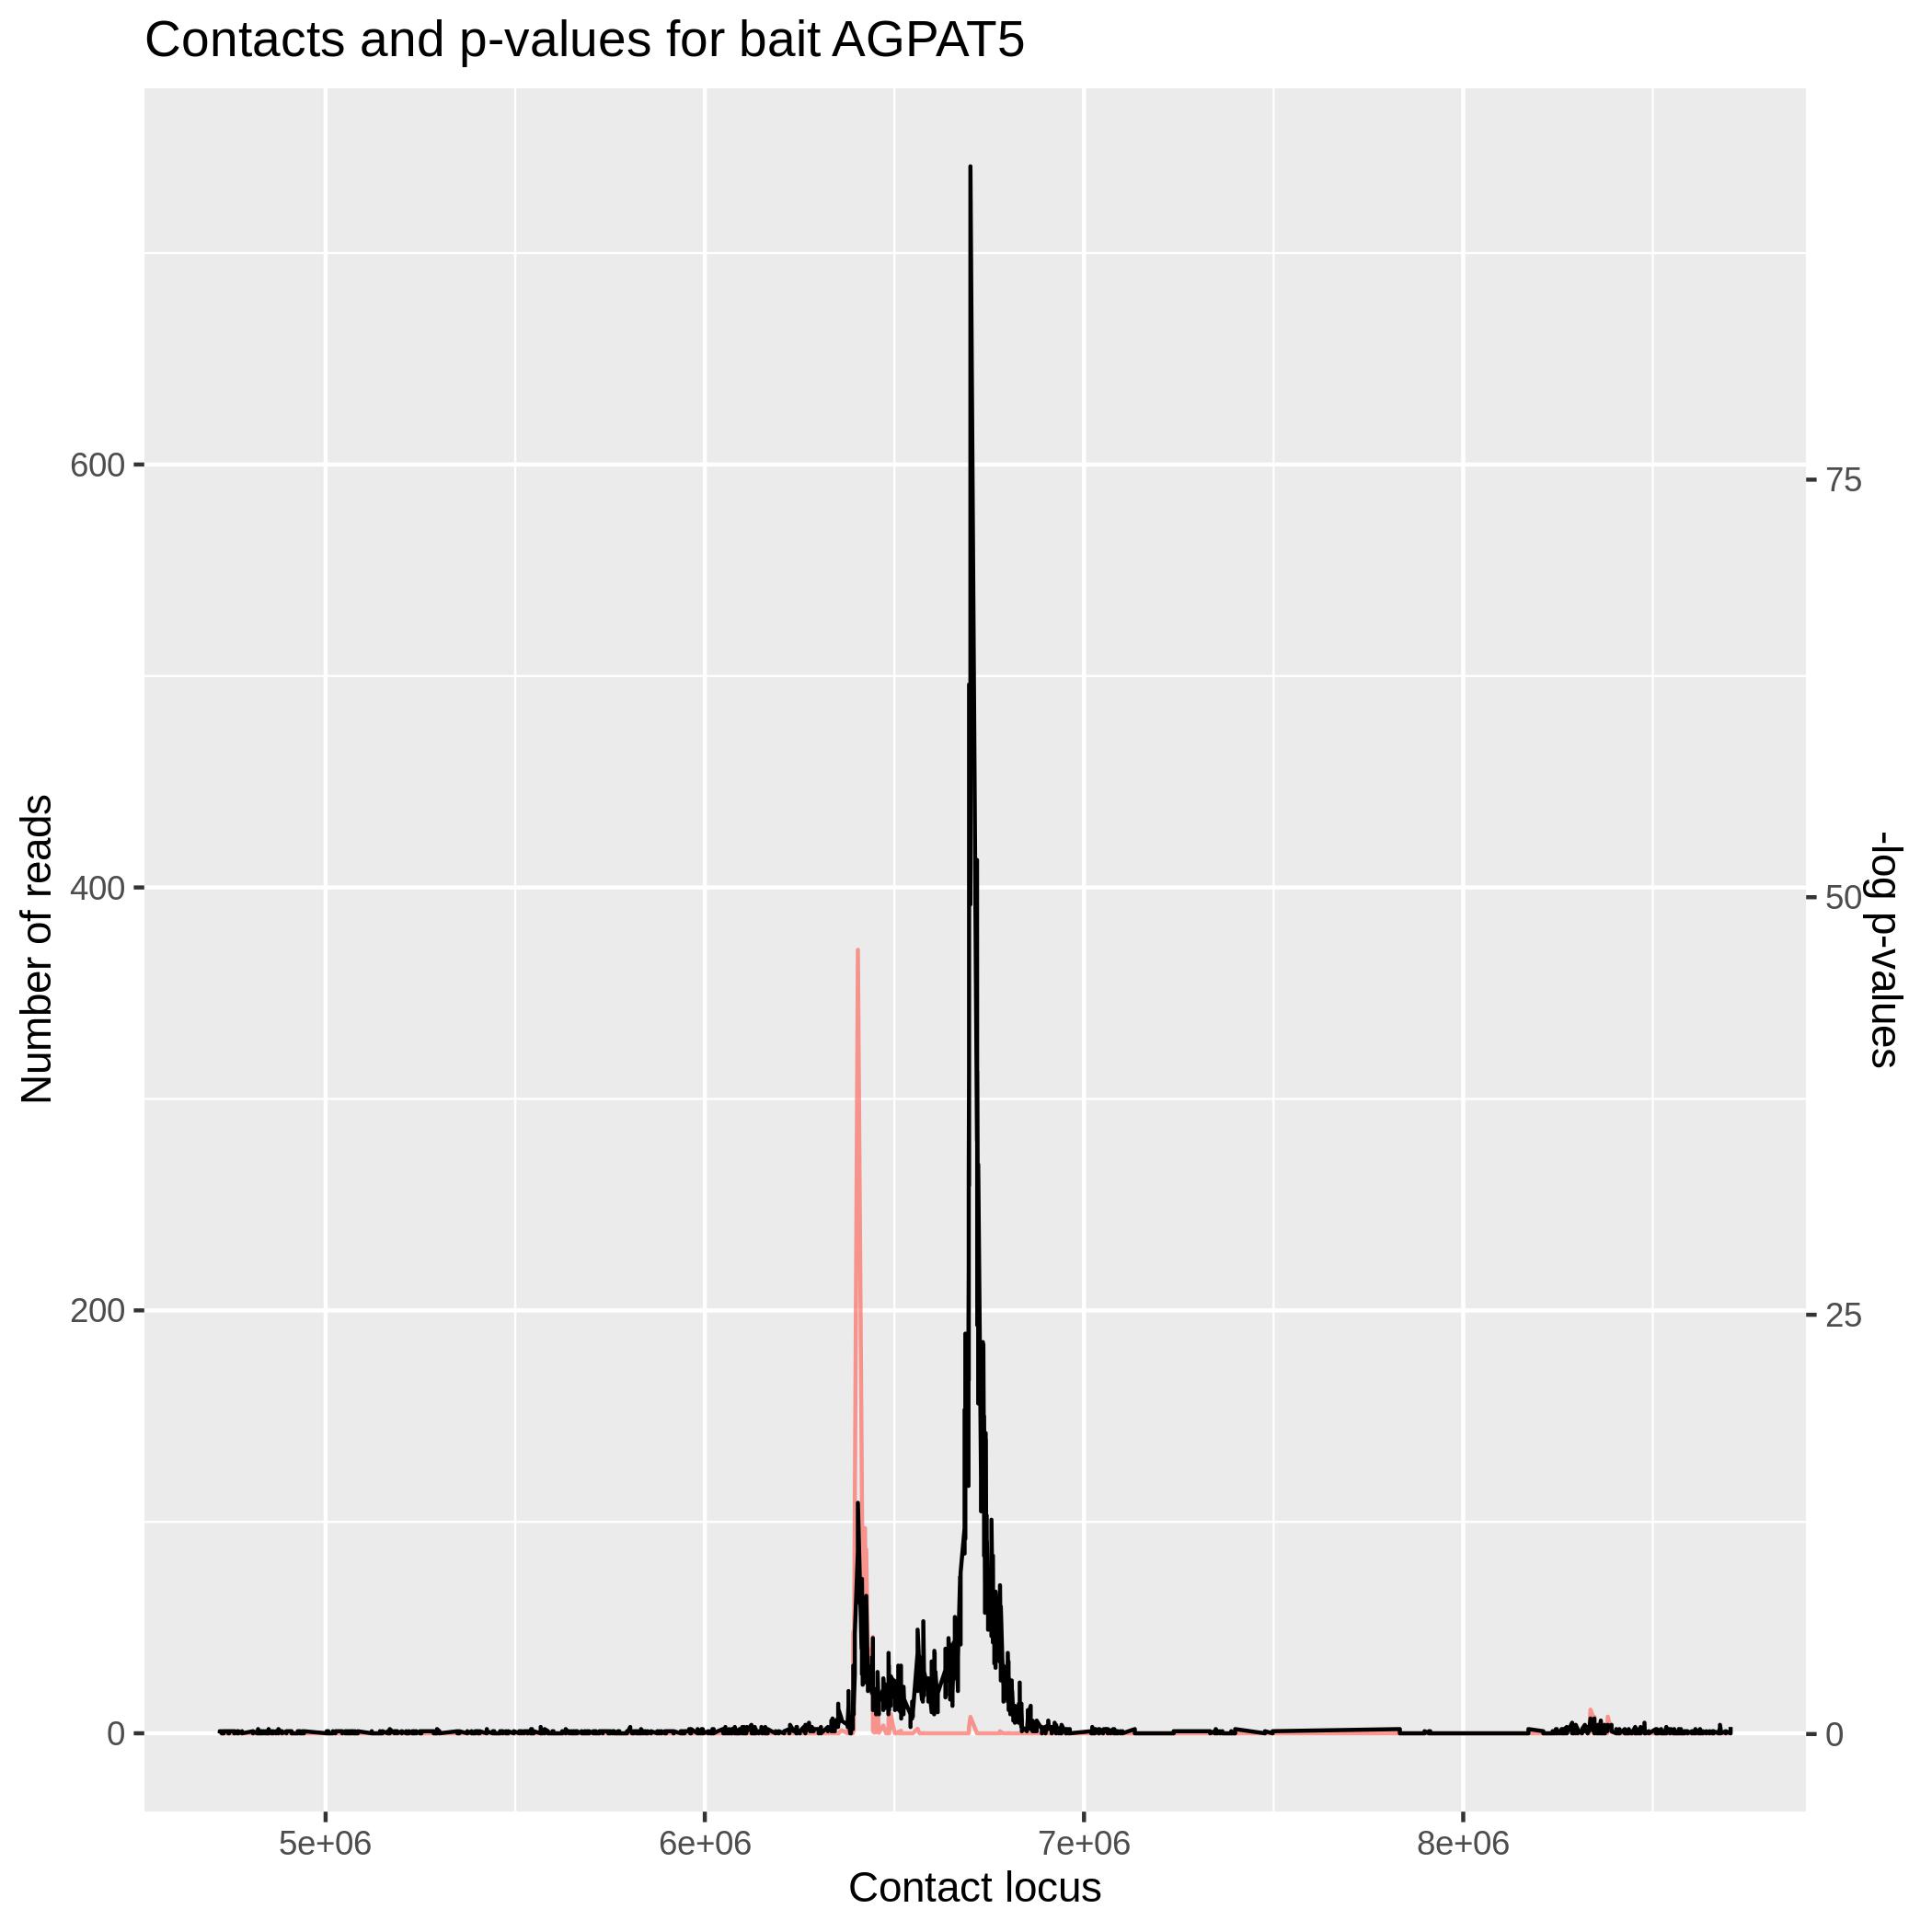 Contacts and p-values for bait AGPAT5
Number of reads
600
400
200
0
75
50
25
0
-log p-values
5e+06 6e+06 7e+06 8e+06
Contact locus